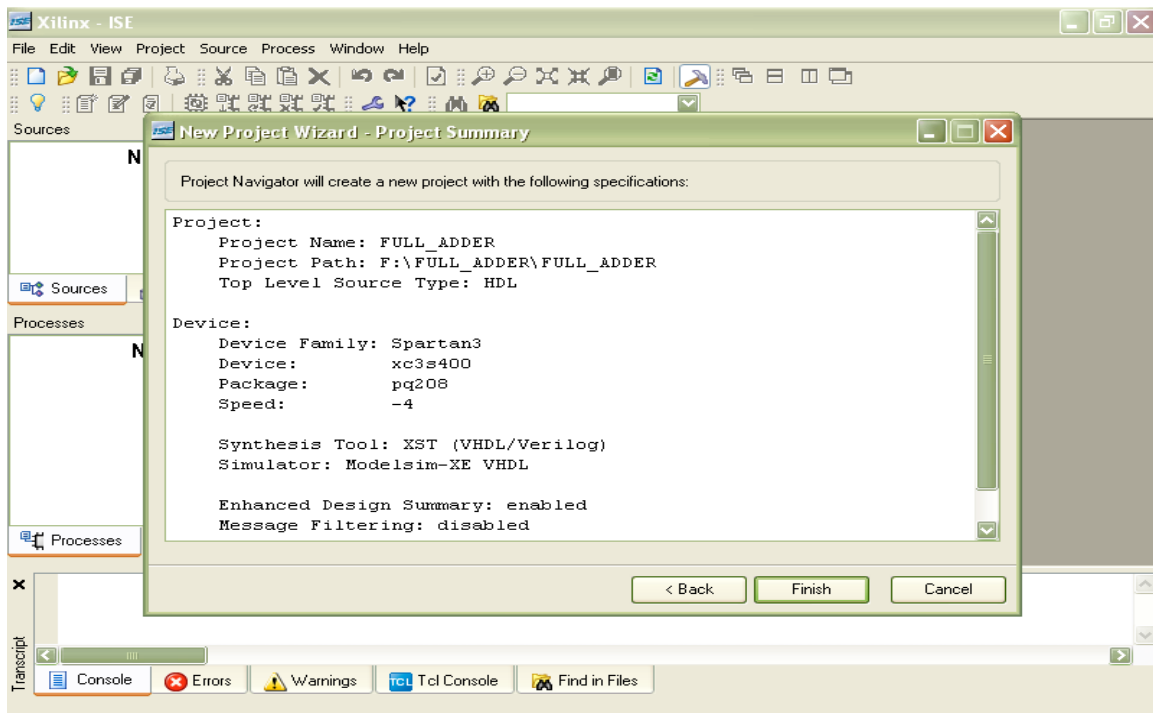 Xilinx - ISE
File Edit View Project Source Process Window Help
Sources
N
Sources
Processes
N
Processes
New Project Wizard - Project Summary
Project Navigator will create a new project with the following specifications:
Project:
Project Name: FULL_ADDER
Project Path: F:\FULL_ADDER\FULL_ADDER
Top Level Source Type: HDL
Device:
Device Family: Spartan3
Device: xc3s400
Package: pq208
Speed: -4
Synthesis Tool: XST (VHDL/Verilog)
Simulator: Modelsim-XE VHDL
Enhanced Design Summary: enabled
Message Filtering: disabled
< Back Finish Cancel
Transcript
Console Errors Warnings TCL Tcl Console Find in Files